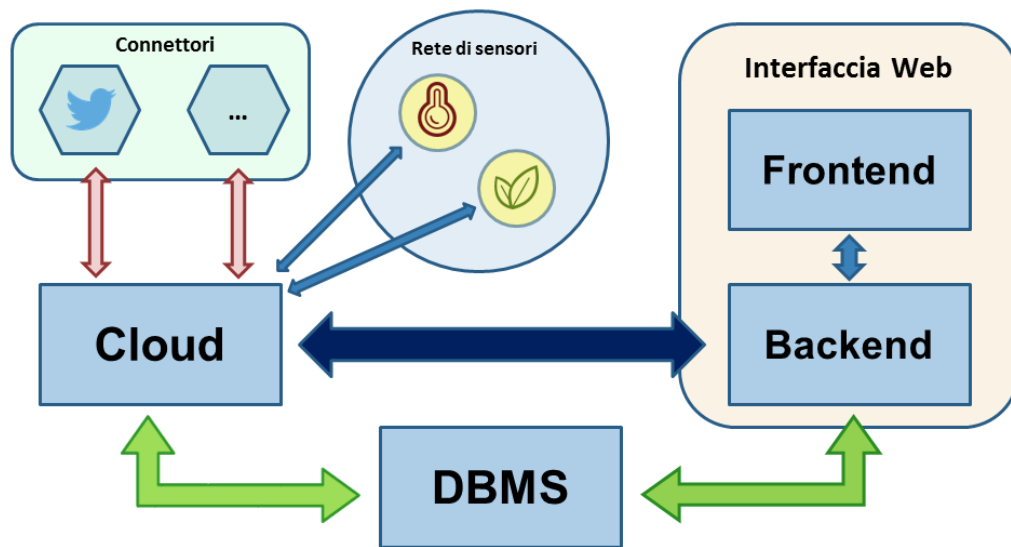 Connettori
...
Rete di sensori
Interfaccia Web
Frontend
Cloud
Backend
DBMS